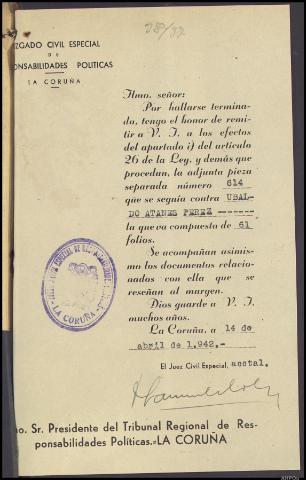 28/37
UZGADO CIVIL ESPECIAL
DE
PONSABILIDADES POLITICAS
LA CORUÑA
Ilmo. señor:
Por hallarse termina-
da, tengo el honor de remi-
tir a V. I. a los efectos
del apartado i) del artículo
26 de la Ley, y demás que
procedan, la adjunta pieza
separada número 614
que se seguía contra UBAL-
DO ATANES PEREZ -------
la que va compuesta de 61
folios.
Se acompañan asimis-
mo los documentos relacio-
nados con ella que se
reseñan al margen.
Dios guarde a V. I.
muchos años.
La Coruña, a 14 de
abril de 1.942.-
El Juez Civil Especial, acctal.
LA CORUÑA
o. Sr. Presidente del Tribunal Regional de Res-
ponsabilidades Políticas.=LA CORUÑA